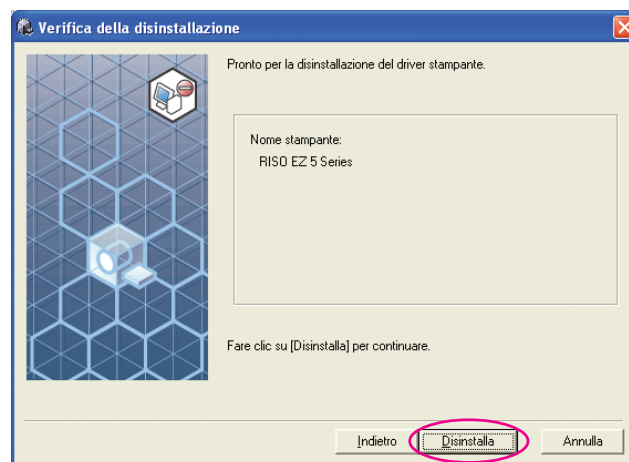 Verifica della disinstallazione
Pronto per la disinstallazione del driver stampante.
Nome stampante:
RISO EZ 5 Series
Fare clic su [Disinstalla] per continuare.
Indietro
Disinstalla
Annulla